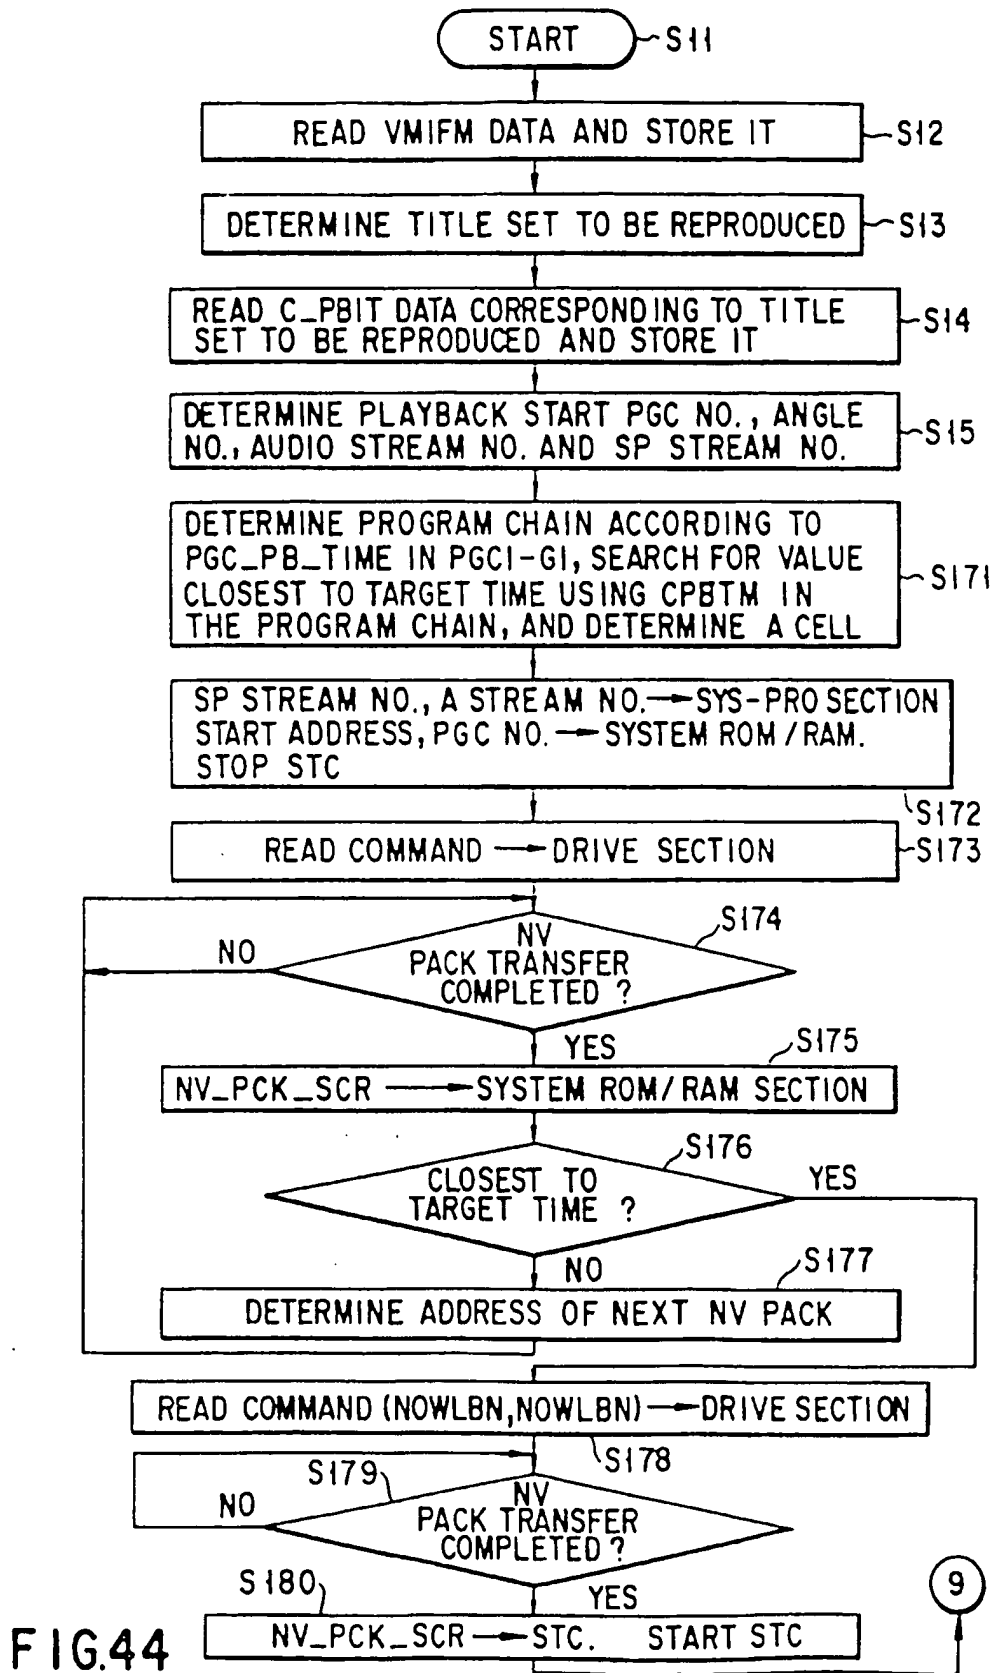 START
S11
READ VMIFM DATA AND STORE IT
S12
DETERMINE TITLE SET TO BE REPRODUCED
S13
READ C_PBIT DATA CORRESPONDING TO TITLE
SET TO BE REPRODUCED AND STORE IT
S14
DETERMINE PLAYBACK START PGC NO., ANGLE
NO., AUDIO STREAM NO. AND SP STREAM NO.
S15
DETERMINE PROGRAM CHAIN ACCORDING TO
PGC_PB_TIME IN PGCI-GI, SEARCH FOR VALUE
CLOSEST TO TARGET TIME USING CPBTM IN
THE PROGRAM CHAIN, AND DETERMINE A CELL
S171
SP STREAM NO., A STREAM NO.→SYS-PRO SECTION
START ADDRESS, PGC NO.→SYSTEM ROM/RAM.
STOP STC
S172
READ COMMAND→DRIVE SECTION
S173
S174
NV
PACK TRANSFER
COMPLETED ?
NO
YES
S175
NV_PCK_SCR→SYSTEM ROM/RAM SECTION
S176
CLOSEST TO
TARGET TIME ?
YES
NO
S177
DETERMINE ADDRESS OF NEXT NV PACK
READ COMMAND (NOWLBN,NOWLBN)→DRIVE SECTION
S178
S179
NV
PACK TRANSFER
COMPLETED ?
NO
YES
S180
NV_PCK_SCR→STC. START STC
9
FIG.44